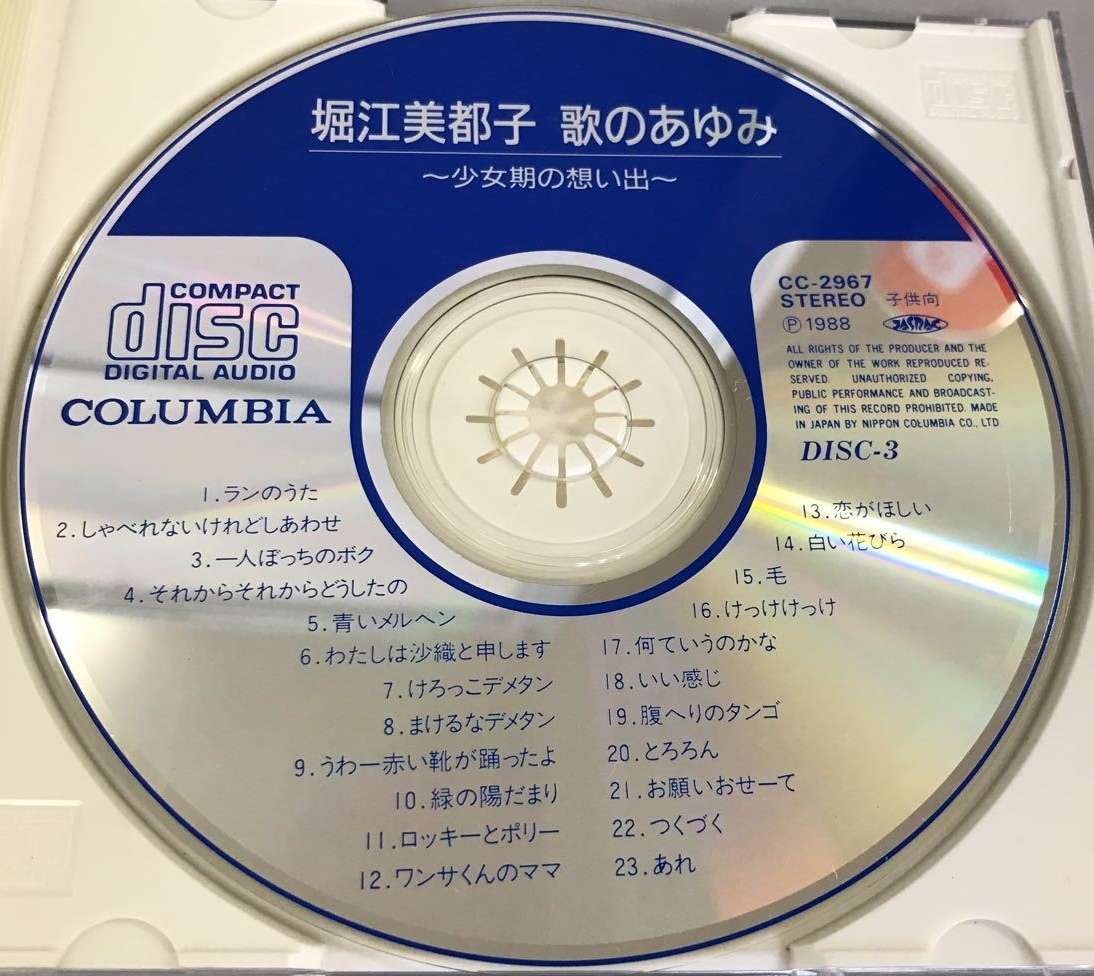 堀江美都子 歌のあゆみ
～少女期の想い出～
COMPACT
disc
DIGITAL AUDIO
COLUMBIA
CC-2967
STEREO 子供向
Ⓟ1988 JASRAC
ALL RIGHTS OF THE PRODUCER AND THE
OWNER OF THE WORK REPRODUCED RE-
SERVED. UNAUTHORIZED COPYING,
PUBLIC PERFORMANCE AND BROADCAST-
ING OF THIS RECORD PROHIBITED. MADE
IN JAPAN BY NIPPON COLUMBIA CO., LTD
DISC-3
1.ランのうた
2.しゃべれないけれどしあわせ
3.一人ぼっちのボク
4.それからそれからどうしたの
5.青いメルヘン
6.わたしは沙織と申します
7.けろっこデメタン
8.まけるなデメタン
9.うわー赤い靴が踊ったよ
10.緑の陽だまり
11.ロッキーとポリー
12.ワンサくんのママ
13.恋がほしい
14.白い花びら
15.毛
16.けっけけっけ
17.何ていうのかな
18.いい感じ
19.腹へりのタンゴ
20.とろろん
21.お願いおせーて
22.つくづく
23.あれ
disc